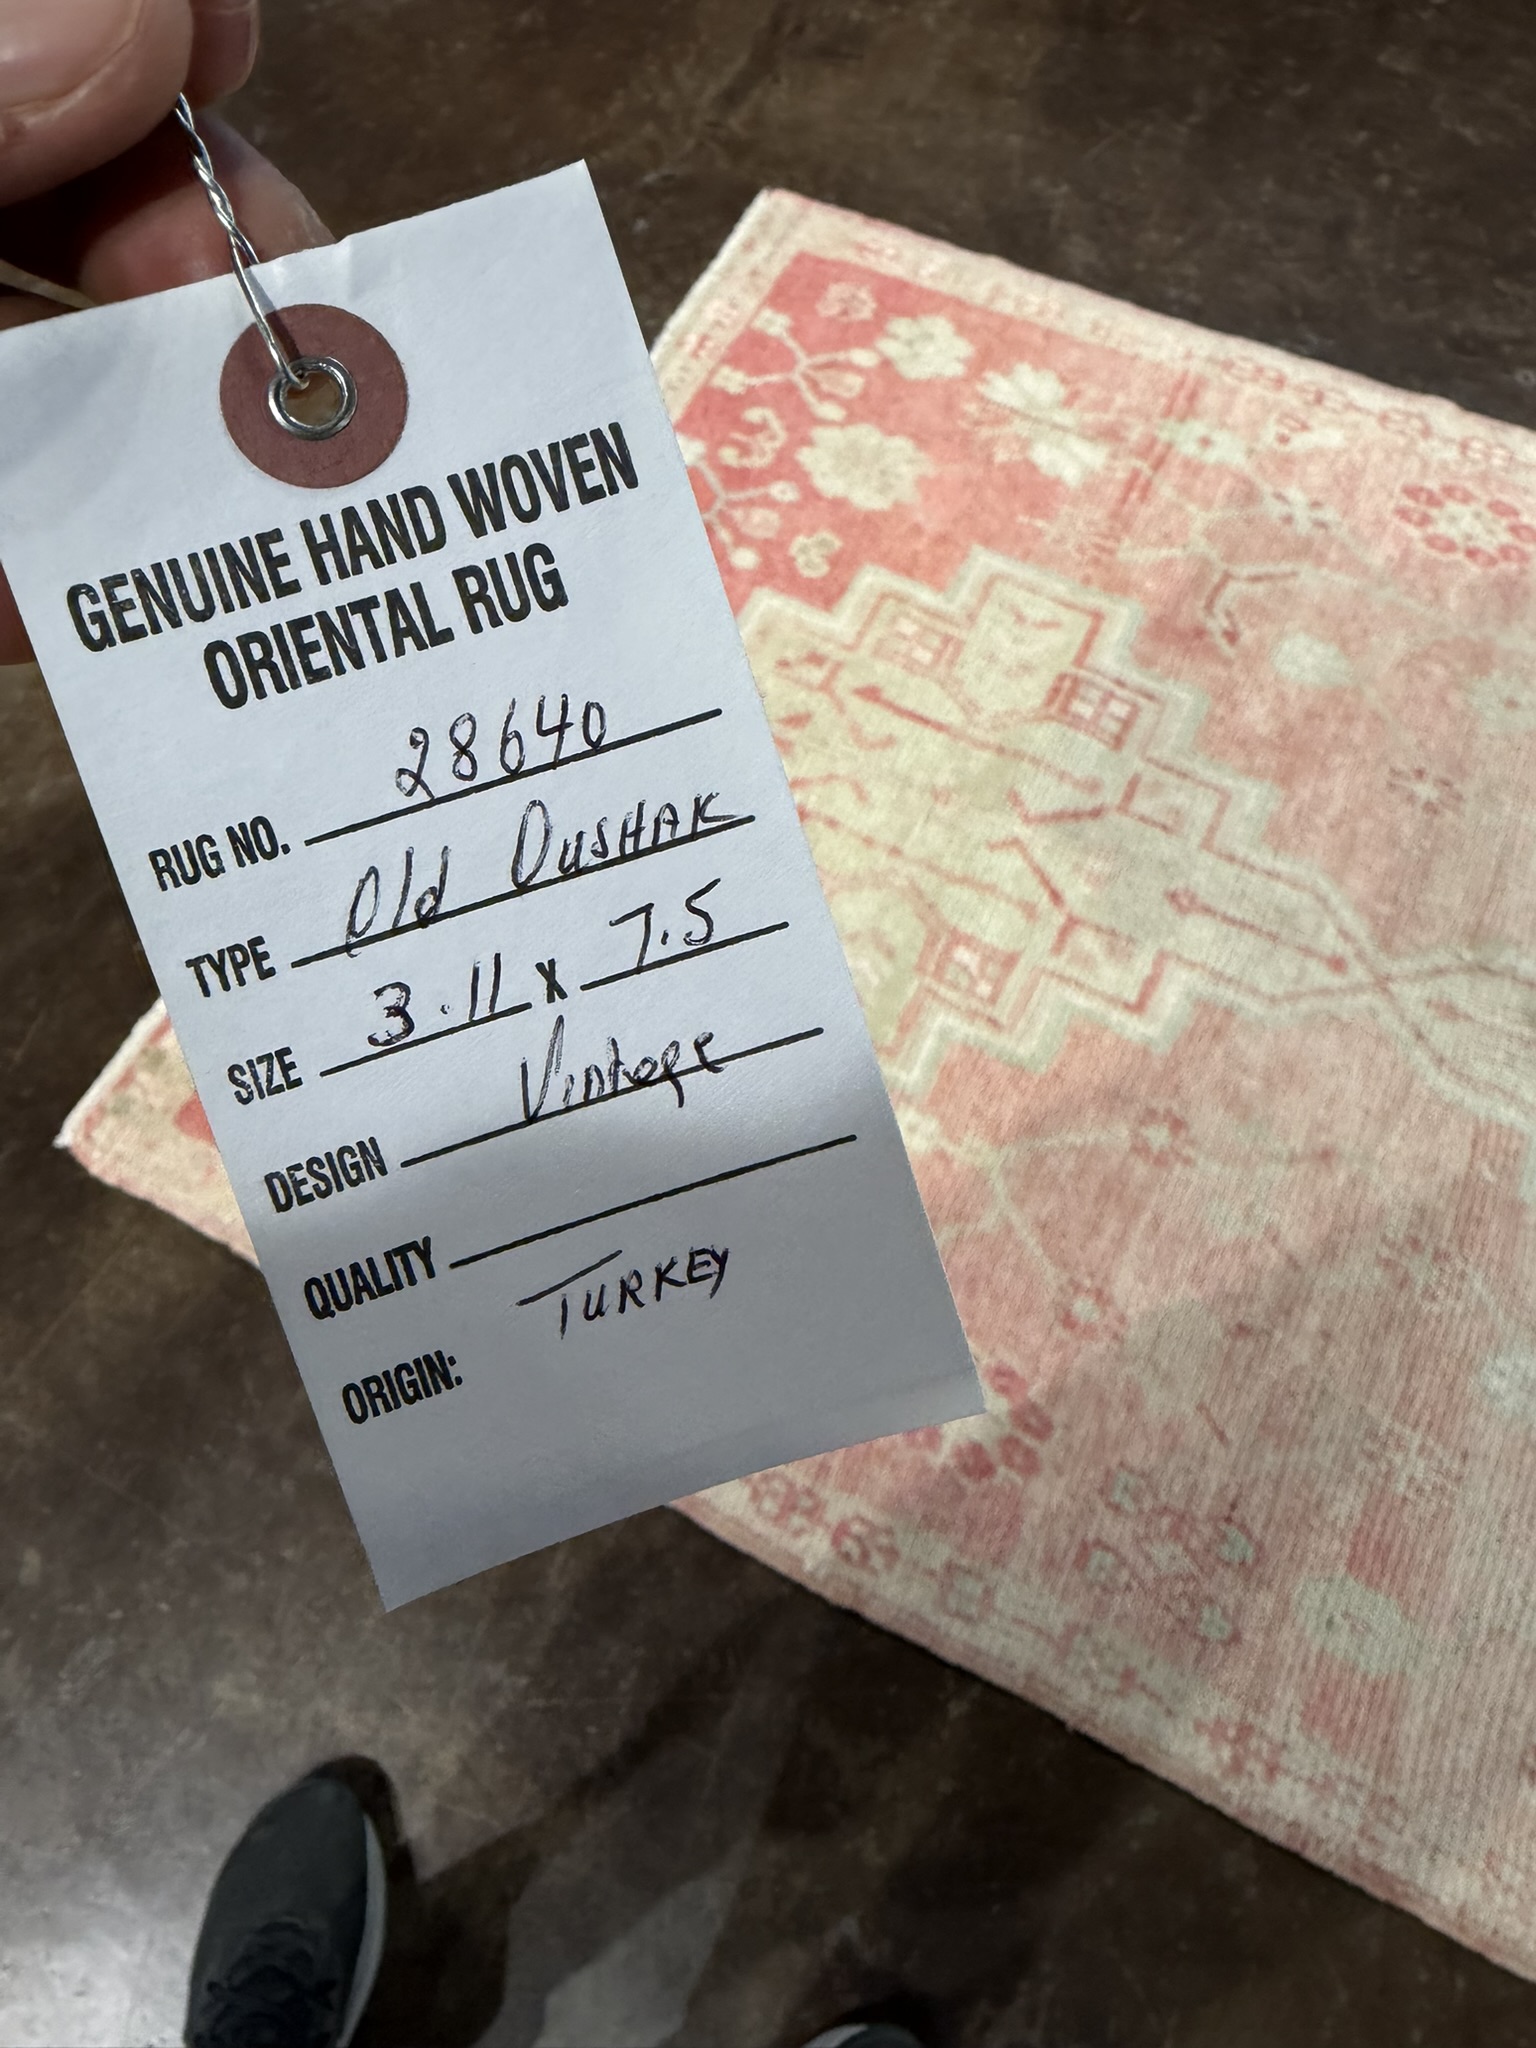 GENUINE HAND WOVEN
ORIENTAL RUG
RUG NO. 28640
TYPE Old OUSHAK
SIZE 3.11 x 7.5
DESIGN Vintage
QUALITY
ORIGIN: TURKEY